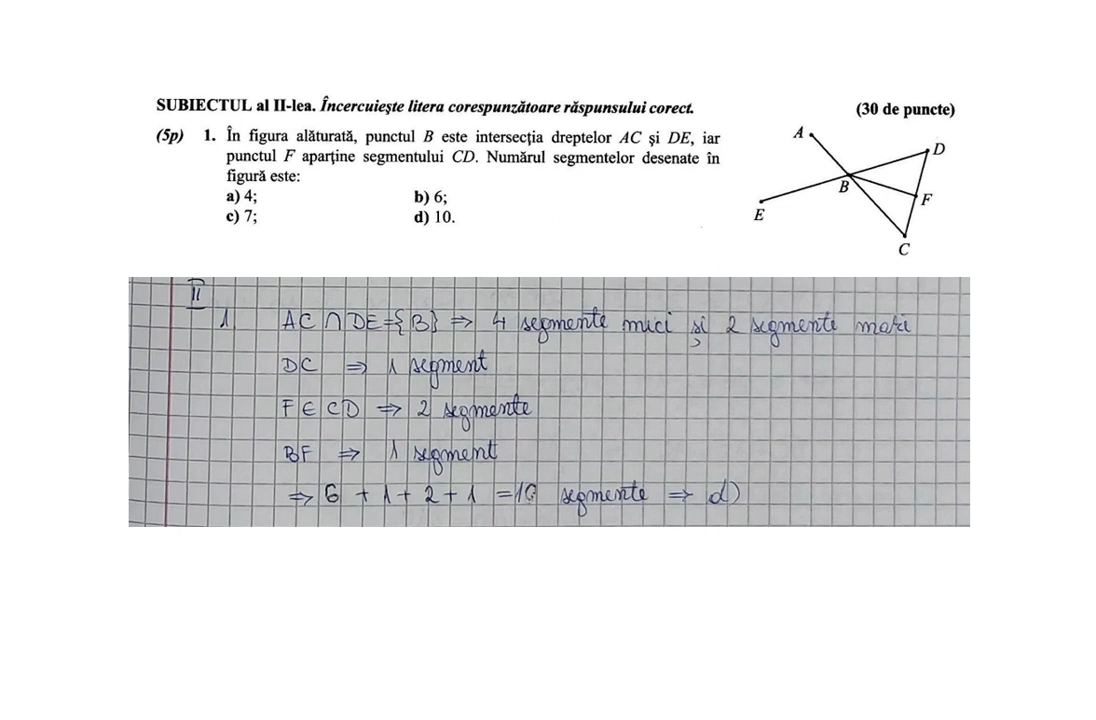 SUBIECTUL al II-lea. Încercuiește litera corespunzătoare răspunsului corect. (30 de puncte)
(5p) 1. În figura alăturată, punctul B este intersecția dreptelor AC și DE, iar
punctul F aparține segmentului CD. Numărul segmentelor desenate în
figură este:
a) 4; b) 6;
c) 7; d) 10.
A
D
B
F
E
C
II
1 AC ∩ DE = {B} ⇒ 4 segmente mici și 2 segmente mari
DC ⇒ 1 segment
F ∈ CD ⇒ 2 segmente
BF ⇒ 1 segment
⇒ 6 + 1 + 2 + 1 = 10 segmente ⇒ d)